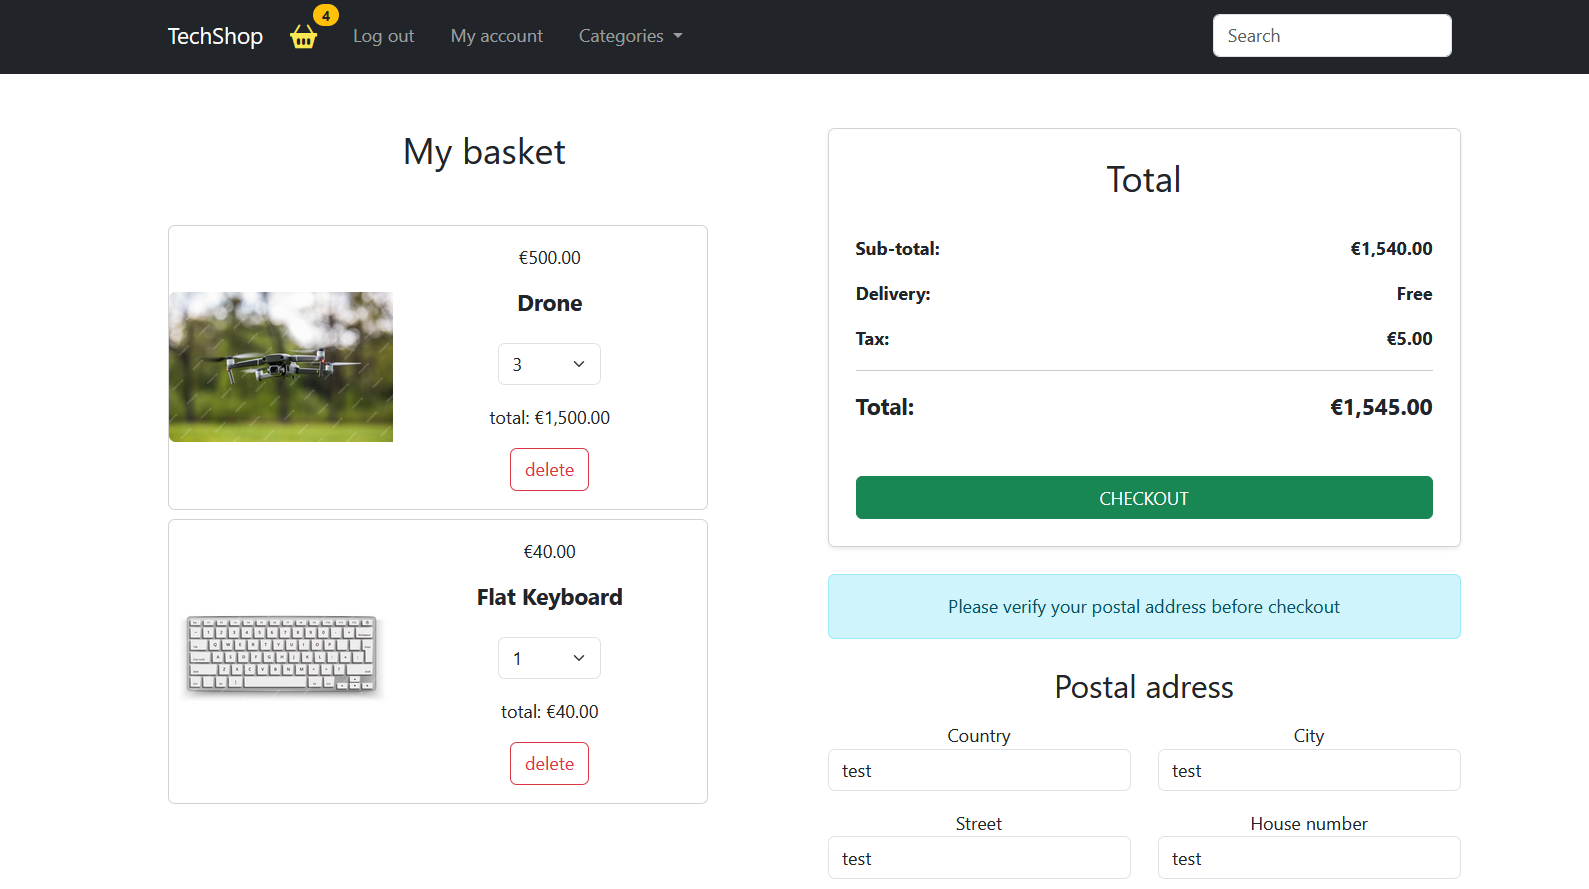 TechShop 4 Log out My account Categories Search
My basket
€500.00
Drone
3
total: €1,500.00
delete
€40.00
Flat Keyboard
1
total: €40.00
delete
Total
Sub-total: €1,540.00
Delivery: Free
Tax: €5.00
Total: €1,545.00
CHECKOUT
Please verify your postal address before checkout
Postal adress
Country City
test test
Street House number
test test